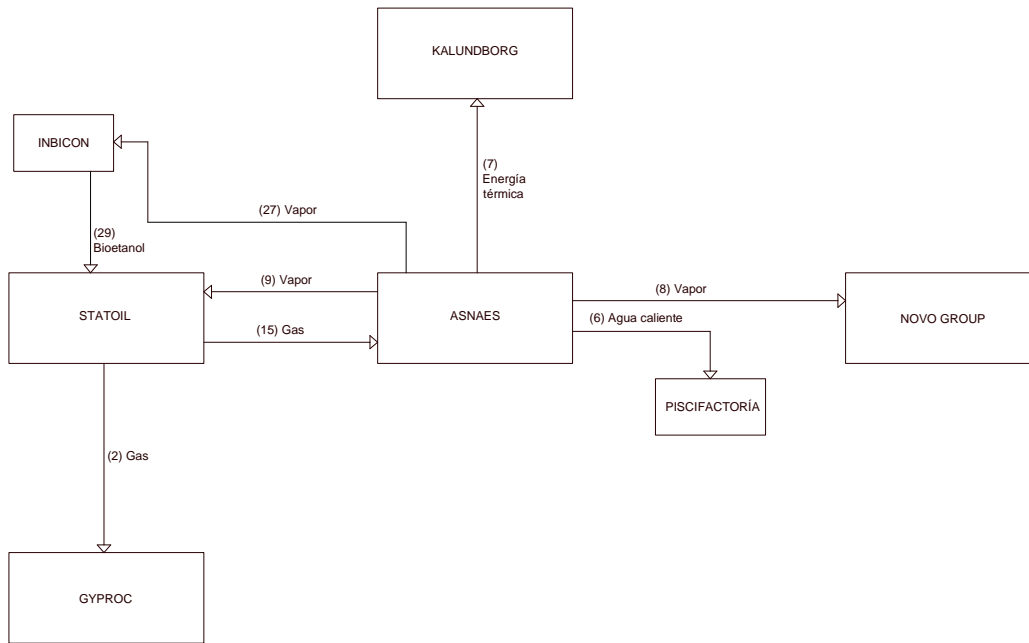 KALUNDBORG
INBICON
(7)
Energía
térmica
(27) Vapor
(29)
Bioetanol
(9) Vapor
(8) Vapor
STATOIL
ASNAES
NOVO GROUP
(15) Gas
(6) Agua caliente
PISCIFACTORÍA
(2) Gas
GYPROC